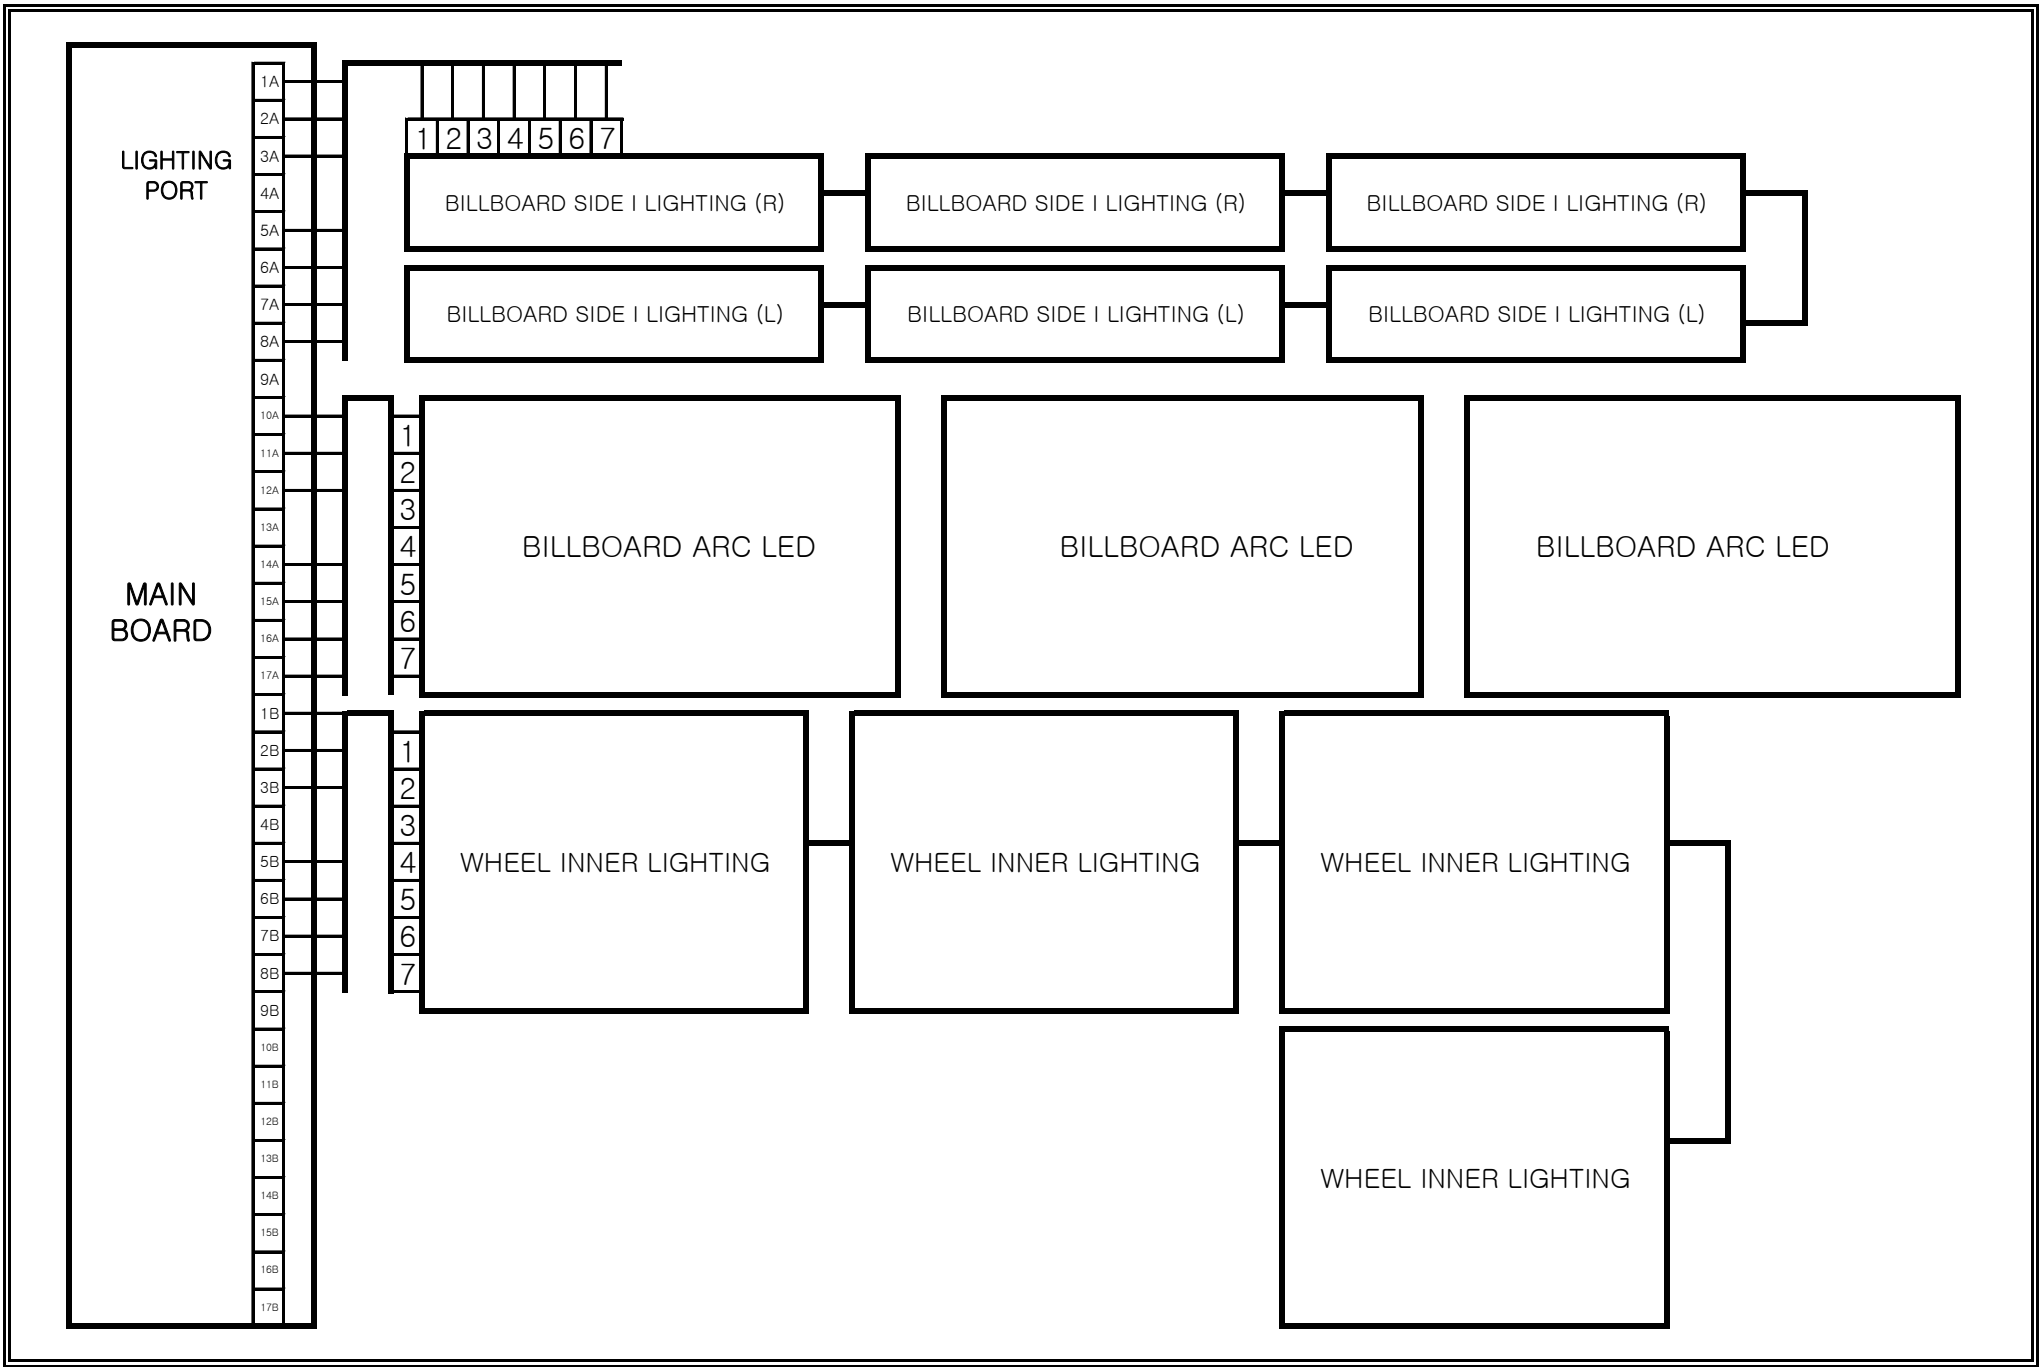 LIGHTING
PORT
MAIN
BOARD
1A
2A
3A
4A
5A
6A
7A
8A
9A
10A
11A
12A
13A
14A
15A
16A
17A
1B
2B
3B
4B
5B
6B
7B
8B
9B
10B
11B
12B
13B
14B
15B
16B
17B
1 2 3 4 5 6 7
BILLBOARD SIDE I LIGHTING (R)
BILLBOARD SIDE I LIGHTING (R)
BILLBOARD SIDE I LIGHTING (R)
BILLBOARD SIDE I LIGHTING (L)
BILLBOARD SIDE I LIGHTING (L)
BILLBOARD SIDE I LIGHTING (L)
1
2
3
4
5
6
7
BILLBOARD ARC LED
BILLBOARD ARC LED
BILLBOARD ARC LED
1
2
3
4
5
6
7
WHEEL INNER LIGHTING
WHEEL INNER LIGHTING
WHEEL INNER LIGHTING
WHEEL INNER LIGHTING